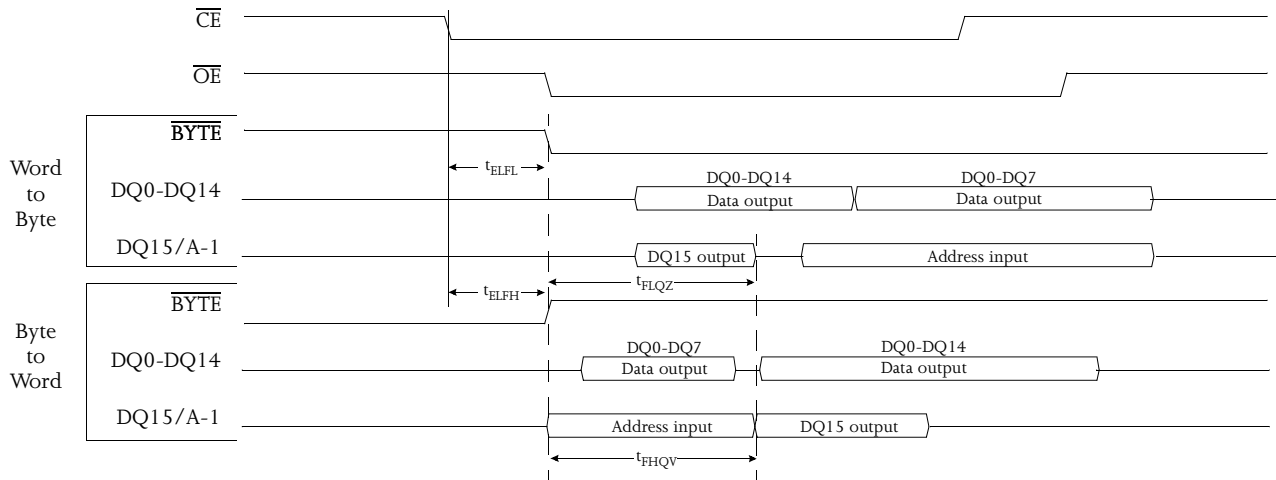 CE
OE
Word
to
Byte
BYTE
tELFL
DQ0-DQ14
DQ0-DQ14
Data output
DQ0-DQ7
Data output
DQ15/A-1
DQ15 output
Address input
tFLQZ
tELFH
Byte
to
Word
BYTE
DQ0-DQ14
DQ0-DQ7
Data output
DQ0-DQ14
Data output
DQ15/A-1
Address input
DQ15 output
tFHQV